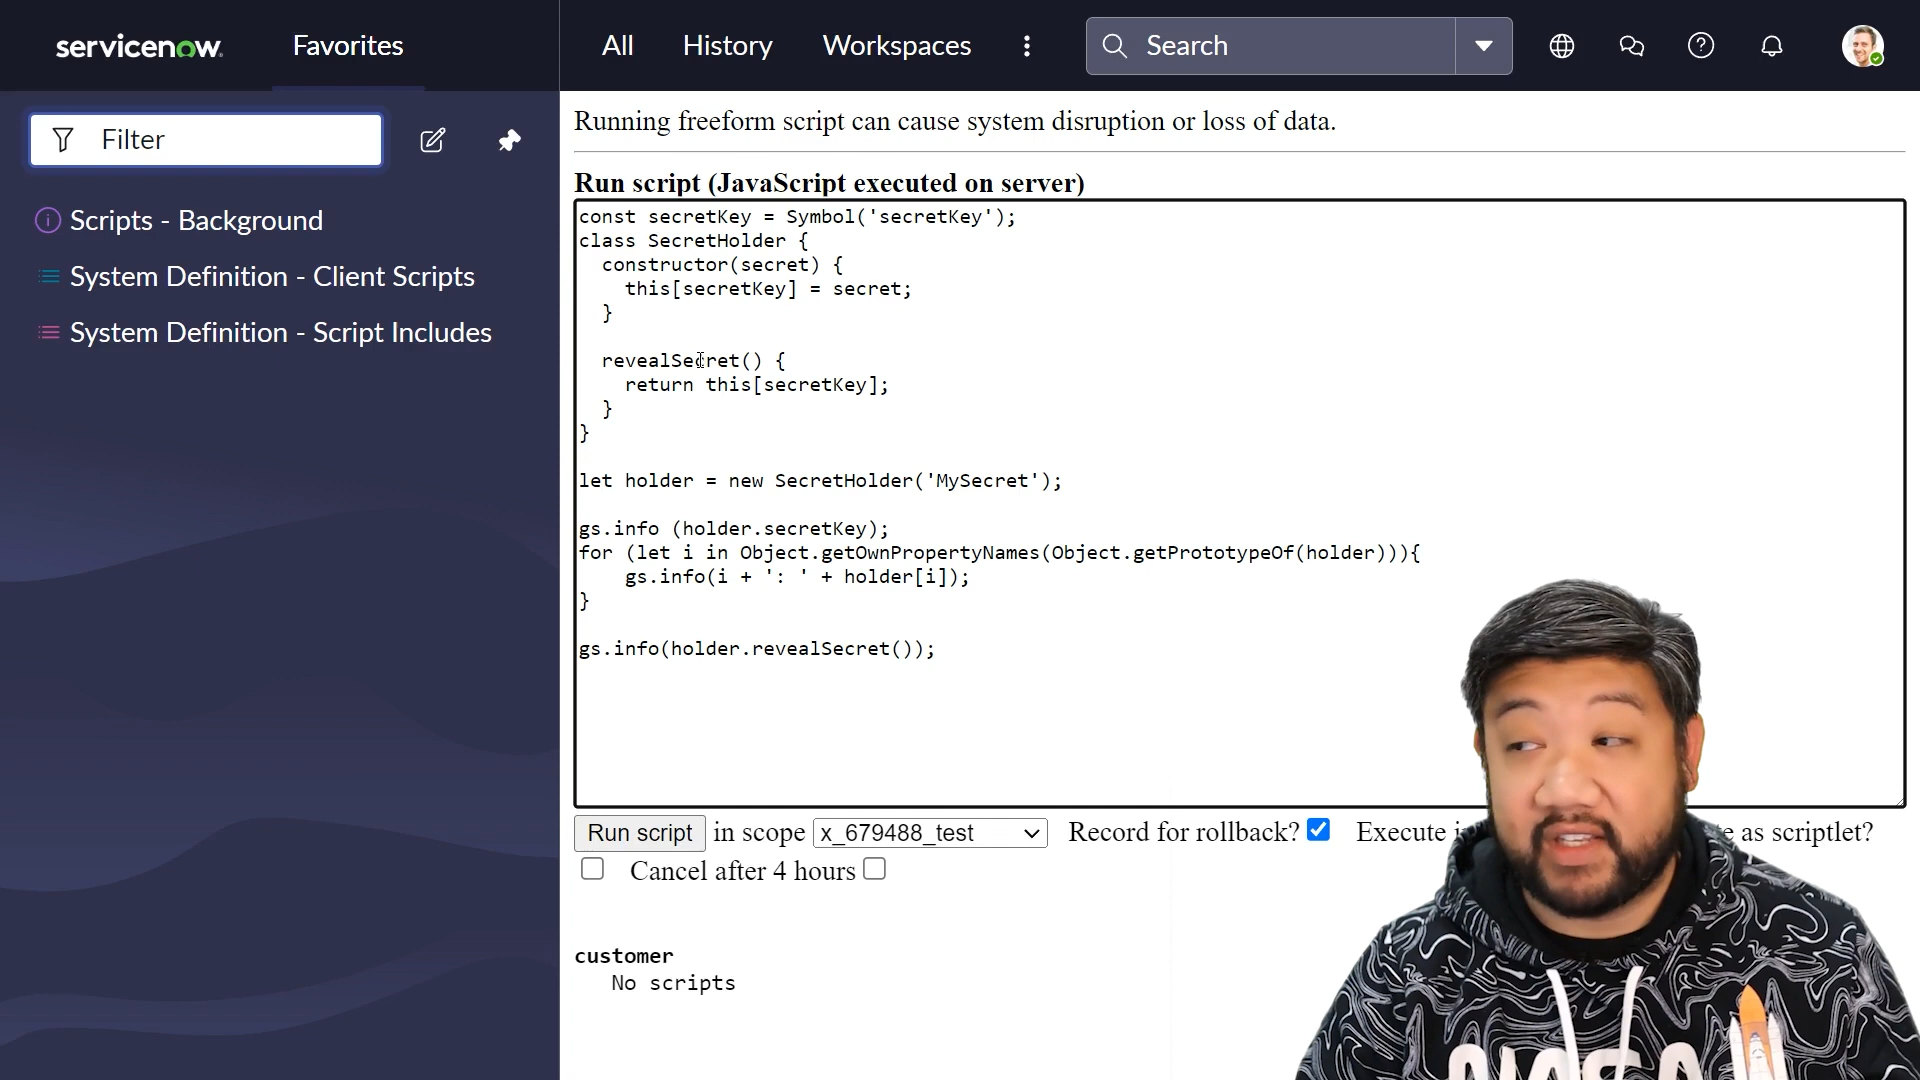 servicenow
Favorites
All
History
Workspaces
Search
Filter
Scripts - Background
System Definition - Client Scripts
System Definition - Script Includes
Running freeform script can cause system disruption or loss of data.
Run script (JavaScript executed on server)
const secretKey = Symbol('secretKey');
class SecretHolder {
constructor(secret) {
this[secretKey] = secret;
}
revealSecret() {
return this[secretKey];
}
}
let holder = new SecretHolder('MySecret');
gs.info (holder.secretKey);
for (let i in Object.getOwnPropertyNames(Object.getPrototypeOf(holder))){
gs.info(i + ': ' + holder[i]);
}
gs.info(holder.revealSecret());
Run script in scope x_679488_test Record for rollback? Execute as scriptlet?
Cancel after 4 hours
customer
No scripts